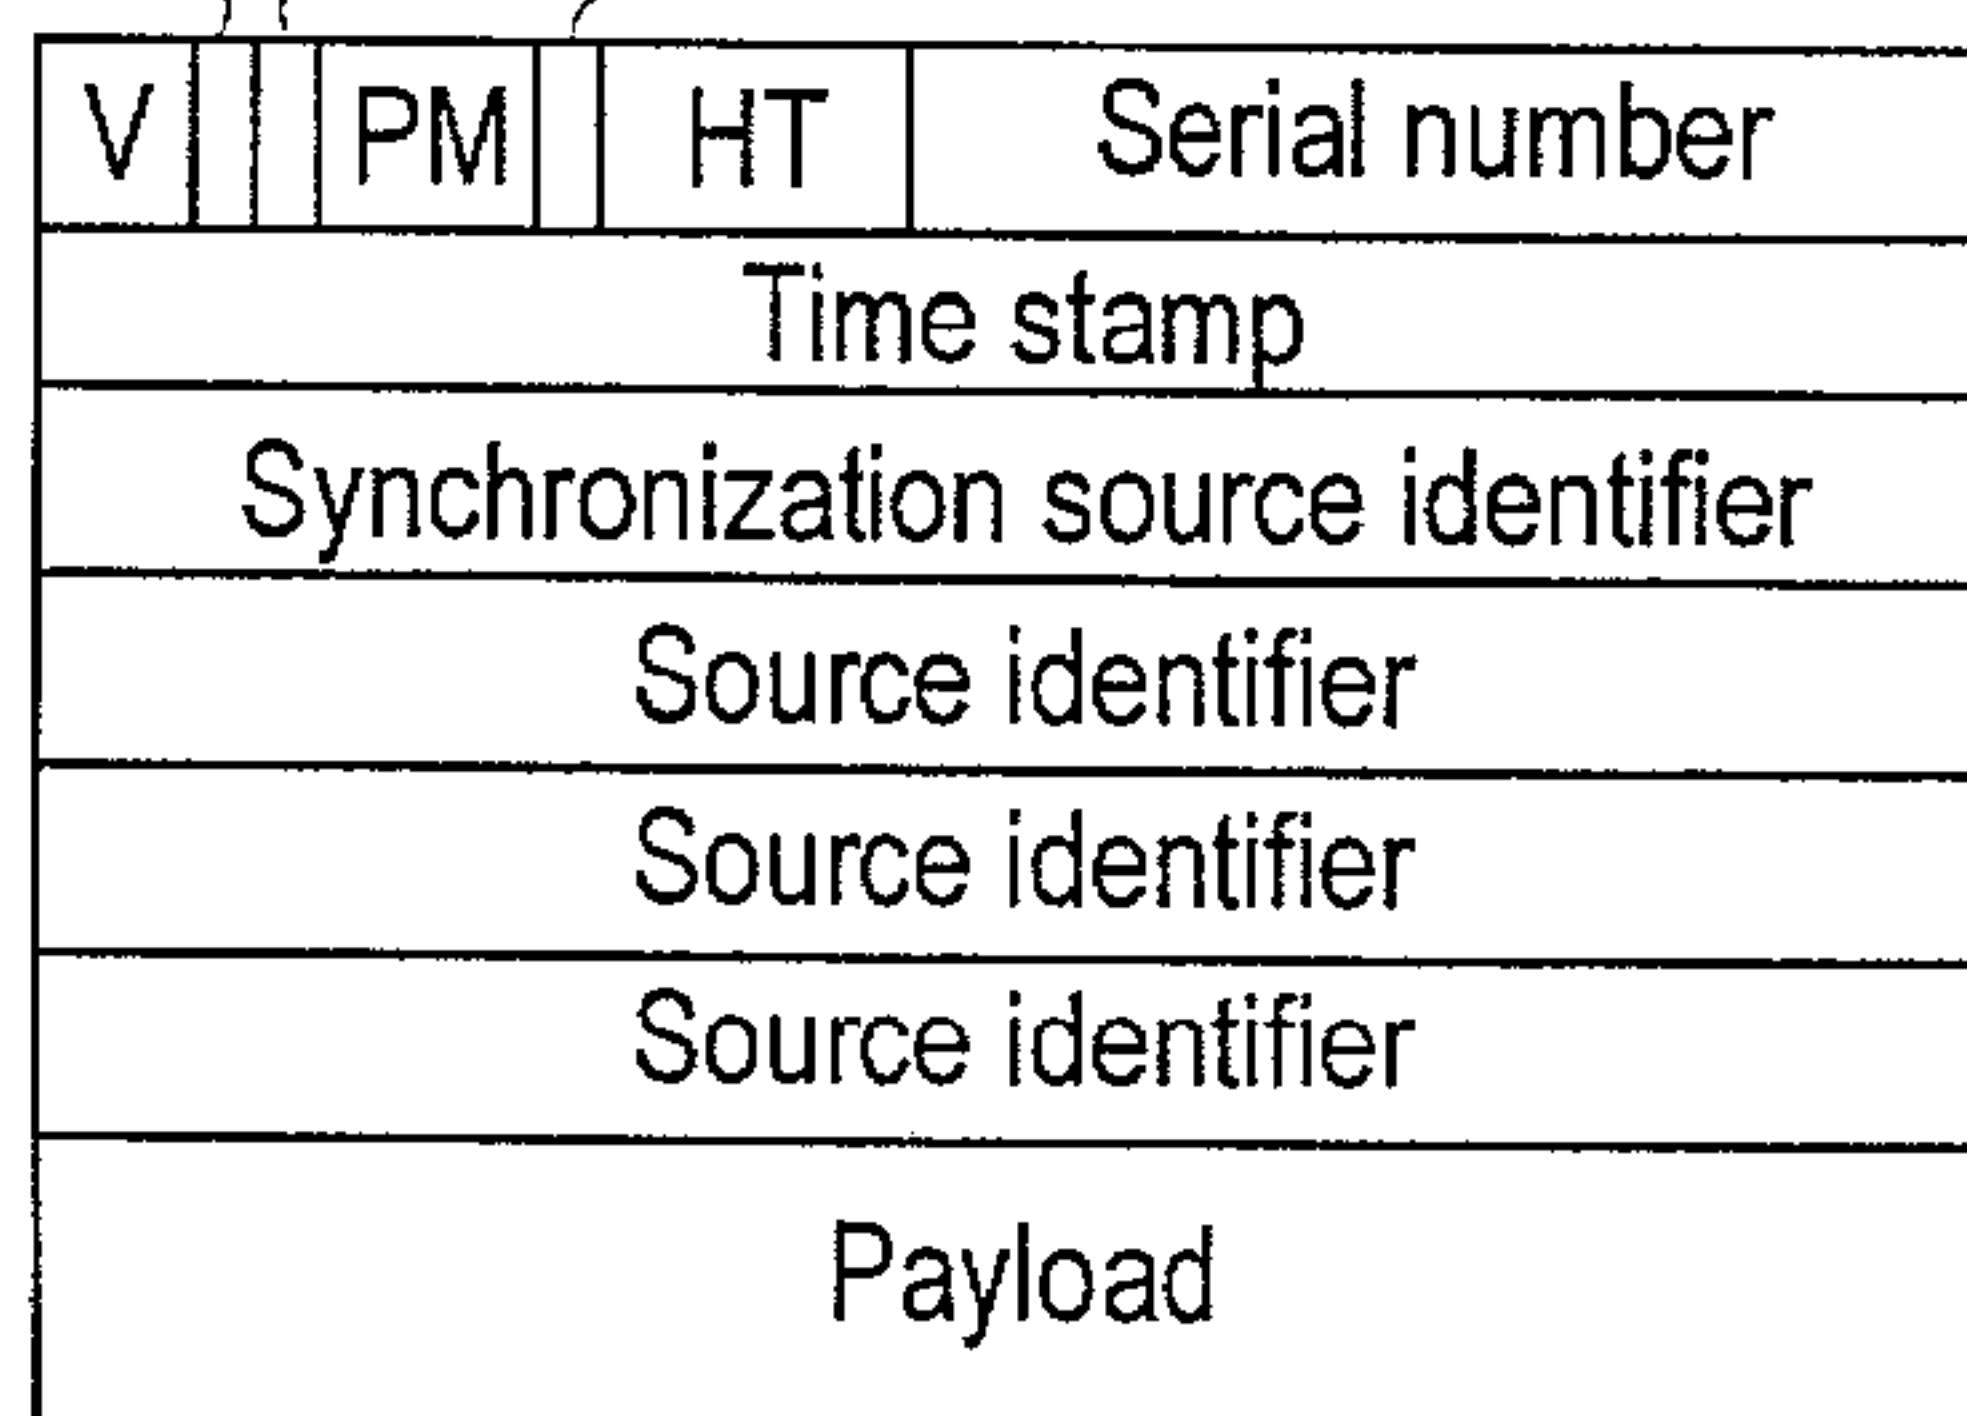 V PM HT Serial number
Time stamp
Synchronization source identifier
Source identifier
Source identifier
Source identifier
Payload